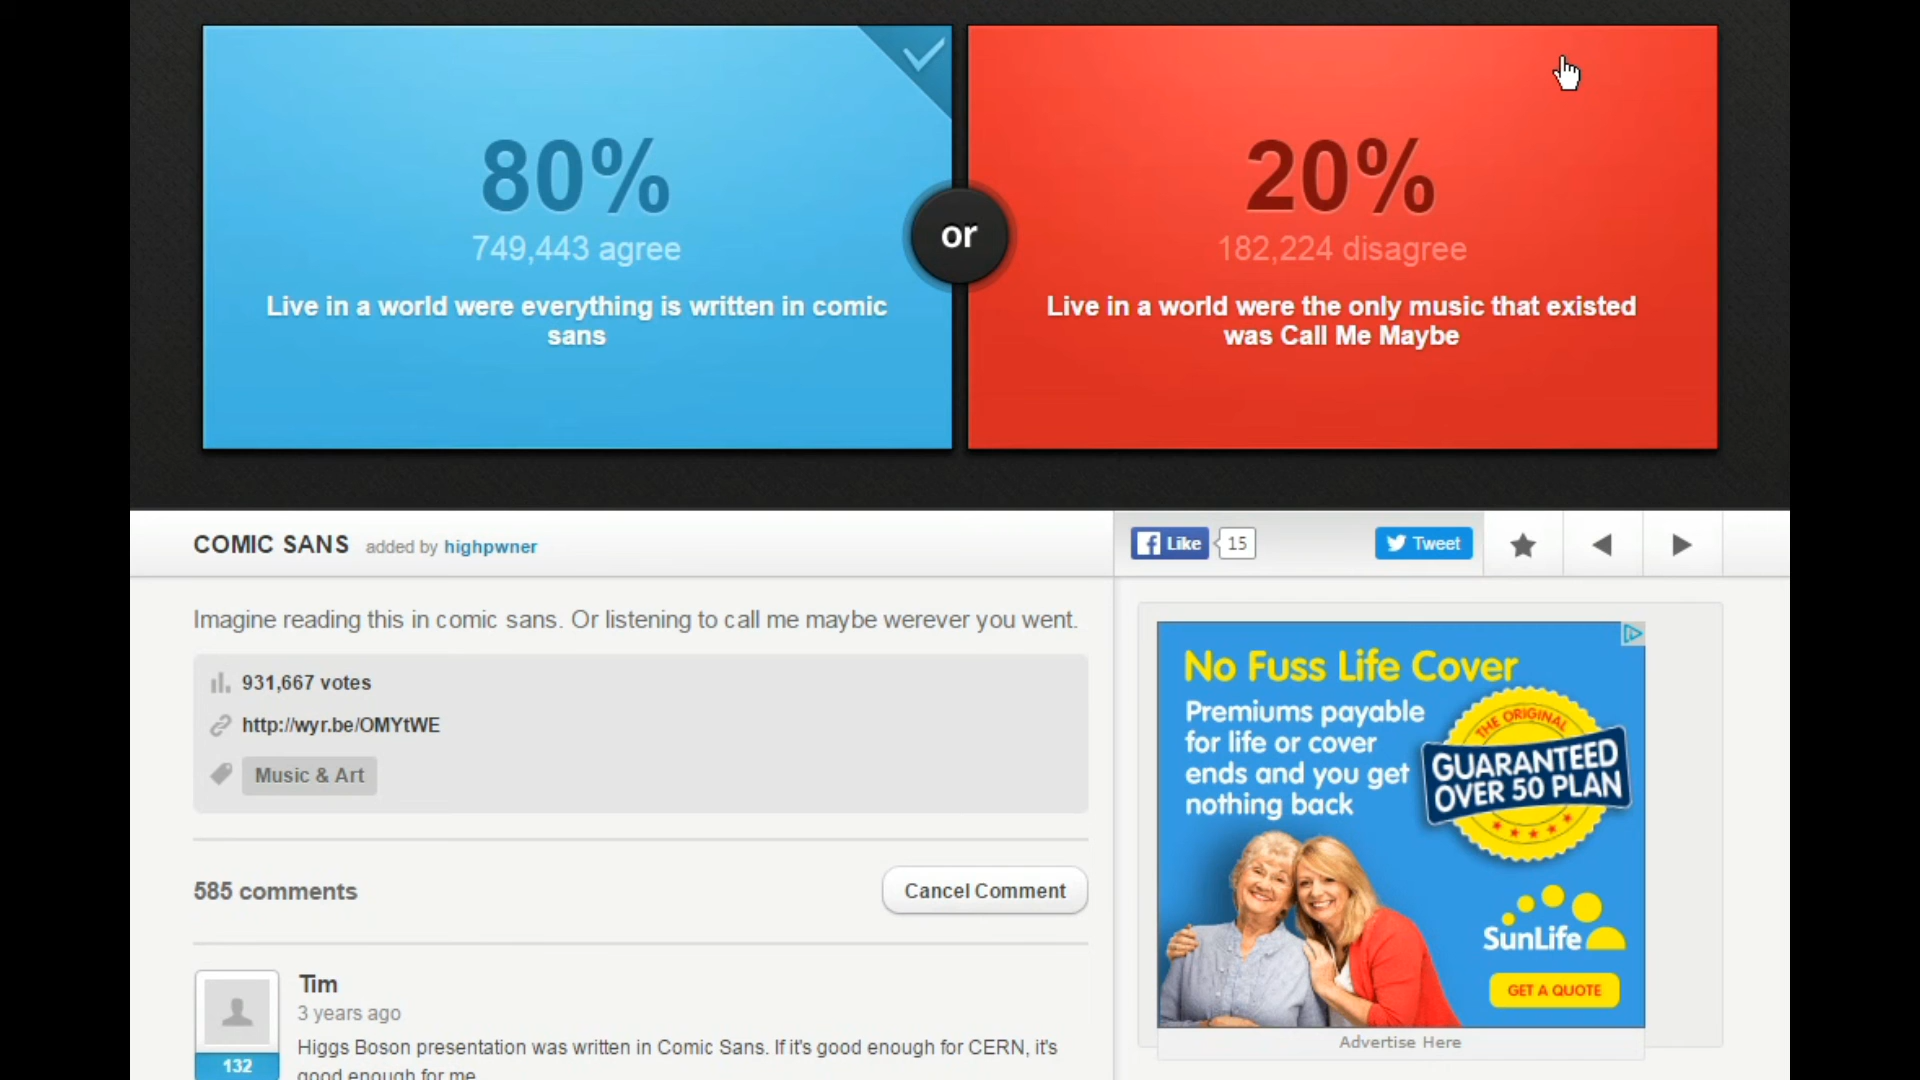 80%
749,443 agree
Live in a world were everything is written in comic
sans
or
20%
182,224 disagree
Live in a world were the only music that existed
was Call Me Maybe
COMIC SANS added by highpwner
Like 15
Tweet
Imagine reading this in comic sans. Or listening to call me maybe werever you went.
931,667 votes
http://wyr.be/OMYtWE
Music & Art
585 comments
Cancel Comment
Tim
3 years ago
132
Higgs Boson presentation was written in Comic Sans. If it's good enough for CERN, it's
good enough for me
No Fuss Life Cover
Premiums payable
for life or cover
ends and you get
nothing back
THE ORIGINAL
GUARANTEED
OVER 50 PLAN
SunLife
GET A QUOTE
Advertise Here